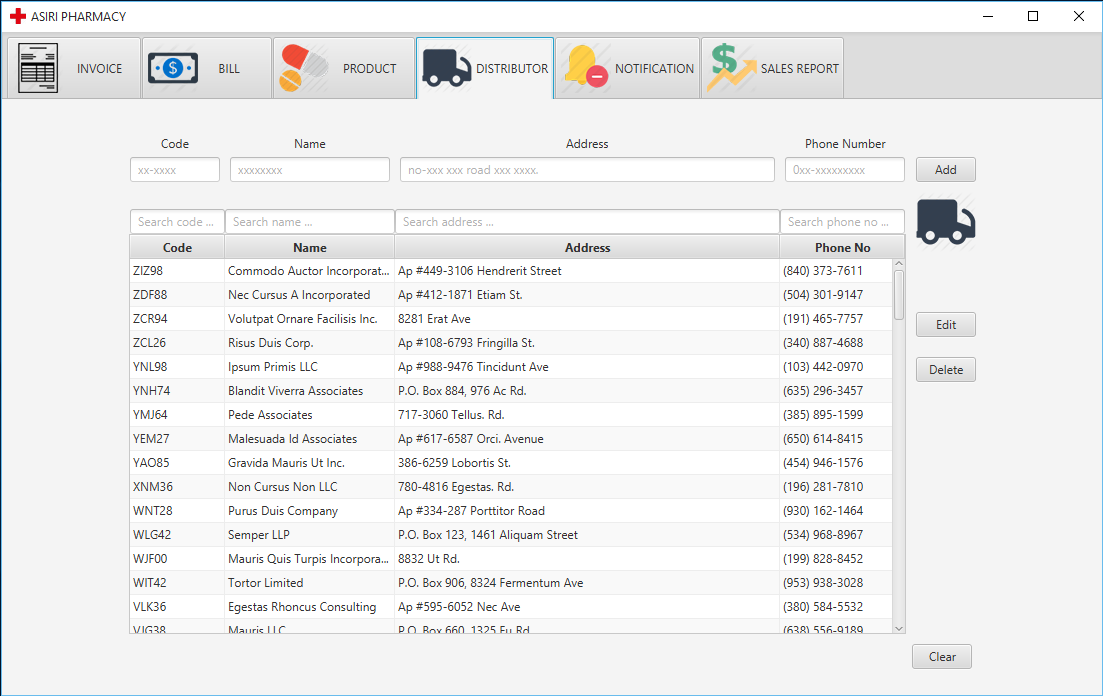 ASIRI PHARMACY
INVOICE BILL PRODUCT DISTRIBUTOR NOTIFICATION SALES REPORT
Code Name Address Phone Number
xx-xxxx xxxxxxxx no-xxx xxx road xxx xxxx. 0xx-xxxxxxxxx Add
Search code ... Search name ... Search address ... Search phone no ...
Code Name Address Phone No
ZIZ98 Commodo Auctor Incorporat... Ap #449-3106 Hendrerit Street (840) 373-7611
ZDF88 Nec Cursus A Incorporated Ap #412-1871 Etiam St. (504) 301-9147
ZCR94 Volutpat Ornare Facilisis Inc. 8281 Erat Ave (191) 465-7757
Edit
ZCL26 Risus Duis Corp. Ap #108-6793 Fringilla St. (340) 887-4688
YNL98 Ipsum Primis LLC Ap #988-9476 Tincidunt Ave (103) 442-0970
Delete
YNH74 Blandit Viverra Associates P.O. Box 884, 976 Ac Rd. (635) 296-3457
YMJ64 Pede Associates 717-3060 Tellus. Rd. (385) 895-1599
YEM27 Malesuada Id Associates Ap #617-6587 Orci. Avenue (650) 614-8415
YAO85 Gravida Mauris Ut Inc. 386-6259 Lobortis St. (454) 946-1576
XNM36 Non Cursus Non LLC 780-4816 Egestas. Rd. (196) 281-7810
WNT28 Purus Duis Company Ap #334-287 Porttitor Road (930) 162-1464
WLG42 Semper LLP P.O. Box 123, 1461 Aliquam Street (534) 968-8967
WJF00 Mauris Quis Turpis Incorpora... 8832 Ut Rd. (199) 828-8452
WIT42 Tortor Limited P.O. Box 906, 8324 Fermentum Ave (953) 938-3028
VLK36 Egestas Rhoncus Consulting Ap #595-6052 Nec Ave (380) 584-5532
VJG38 Mauris LLC P.O. Box 660, 1325 Eu Rd. (638) 556-9189
Clear